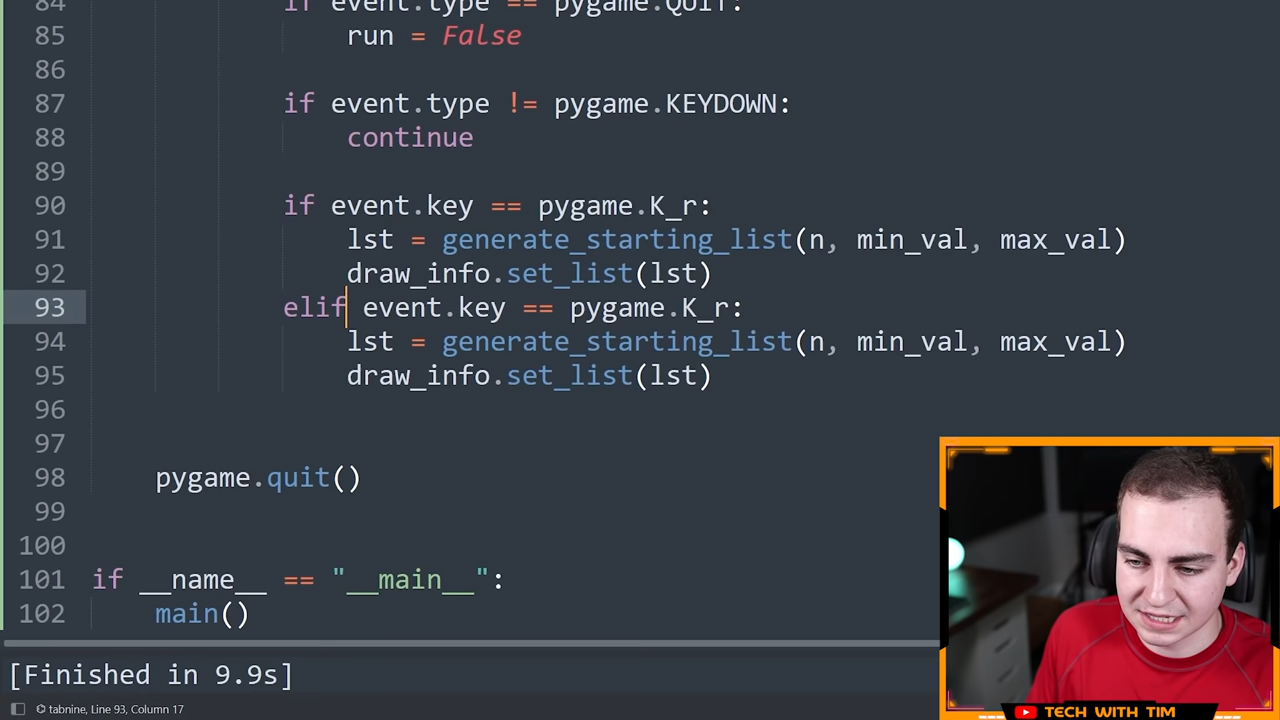 84 if event.type == pygame.QUIT:
85 run = False
86
87 if event.type != pygame.KEYDOWN:
88 continue
89
90 if event.key == pygame.K_r:
91 lst = generate_starting_list(n, min_val, max_val)
92 draw_info.set_list(lst)
93 elif event.key == pygame.K_r:
94 lst = generate_starting_list(n, min_val, max_val)
95 draw_info.set_list(lst)
96
97
98 pygame.quit()
99
100
101 if __name__ == "__main__":
102 main()
[Finished in 9.9s]
tabnine, Line 93, Column 17
TECH WITH TIM